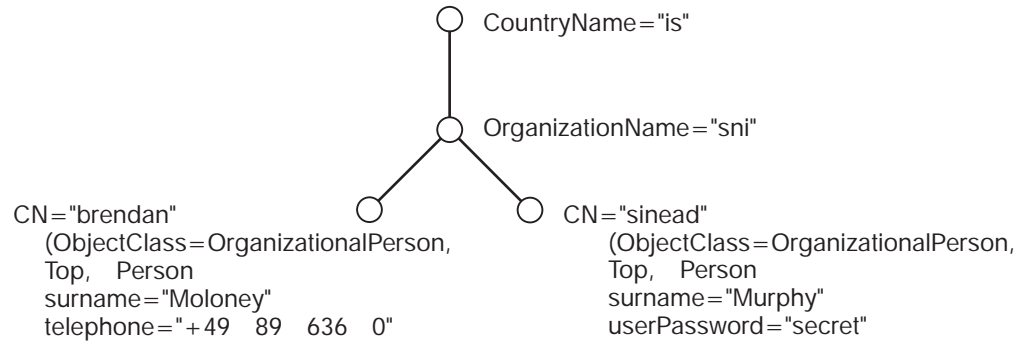 CountryName="is"
OrganizationName="sni"
CN="brendan"
(ObjectClass=OrganizationalPerson,
Top, Person
surname="Moloney"
telephone="+49 89 636 0"
CN="sinead"
(ObjectClass=OrganizationalPerson,
Top, Person
surname="Murphy"
userPassword="secret"